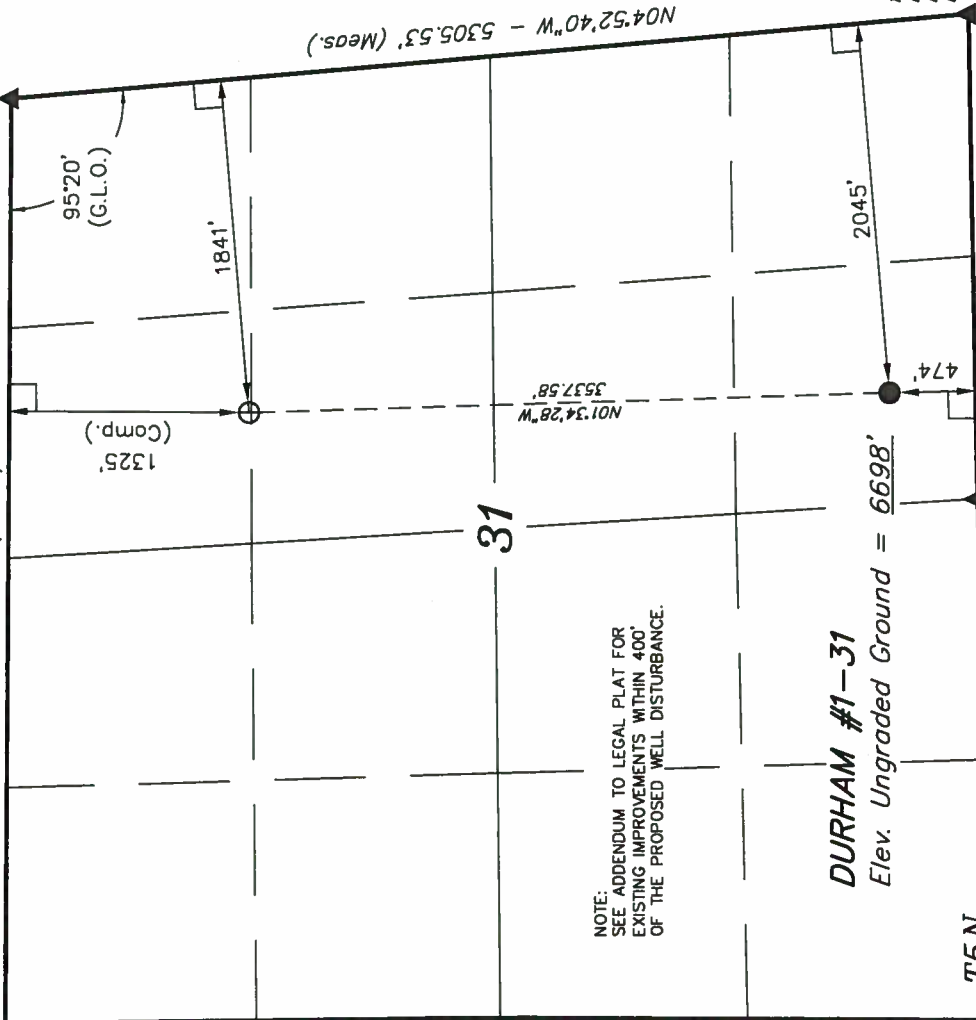 N04°52'40"W - 5305.53' (Meas.)
95°20'
(G.L.O.)
1841'
1325'
(Comp.)
N01°34'28"W
3537.58'
31
2045'
474'
NOTE:
SEE ADDENDUM TO LEGAL PLAT FOR
EXISTING IMPROVEMENTS WITHIN 400'
OF THE PROPOSED WELL DISTURBANCE.
DURHAM #1-31
Elev. Ungraded Ground = 6698'
T5N